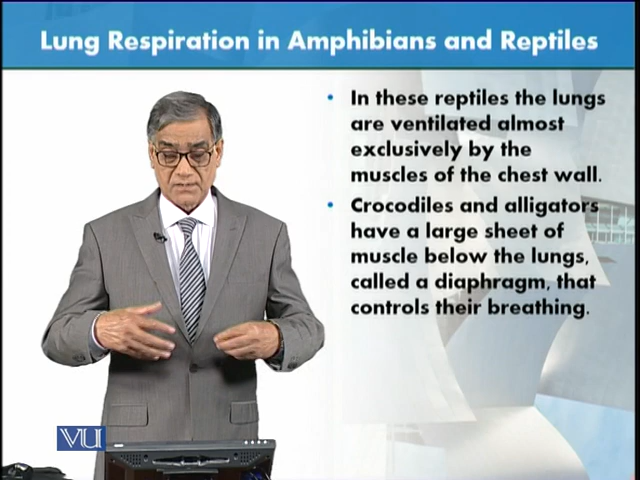 Lung Respiration in Amphibians and Reptiles
• In these reptiles the lungs
are ventilated almost
exclusively by the
muscles of the chest wall.
• Crocodiles and alligators
have a large sheet of
muscle below the lungs,
called a diaphragm, that
controls their breathing.
VU